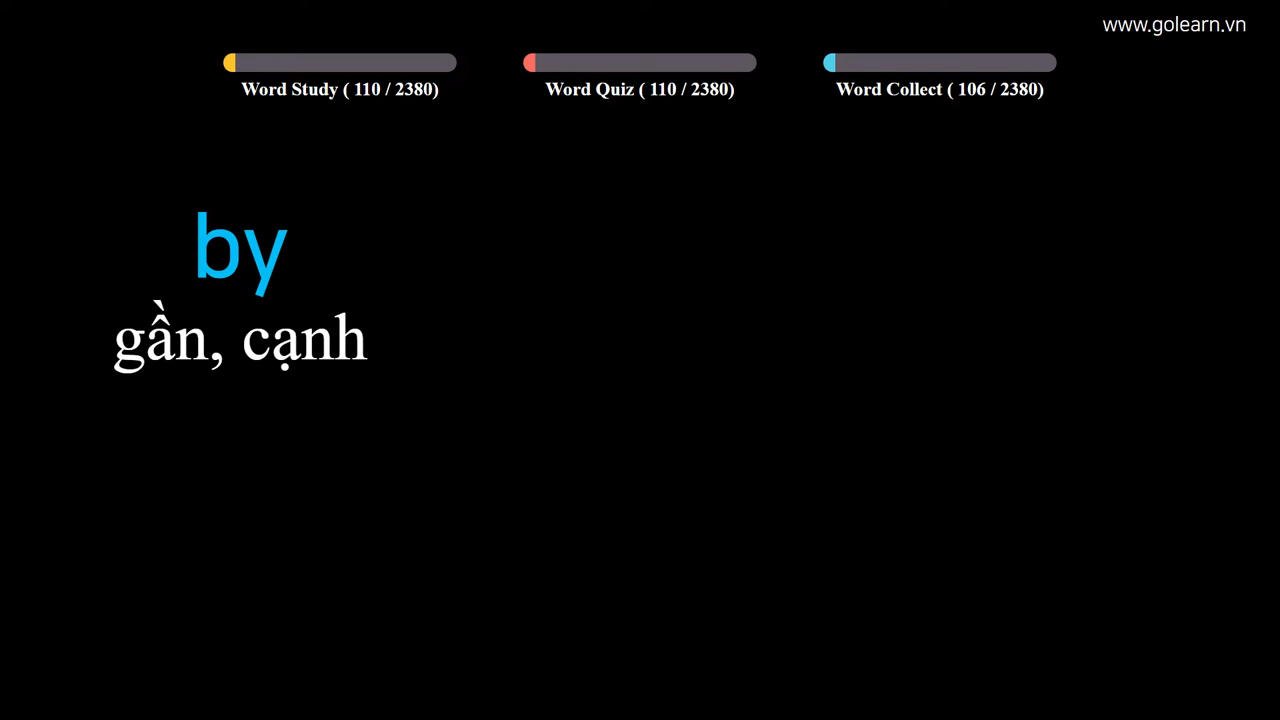 www.golearn.vn
Word Study ( 110 / 2380)
Word Quiz ( 110 / 2380)
Word Collect ( 106 / 2380)
by
gần, cạnh